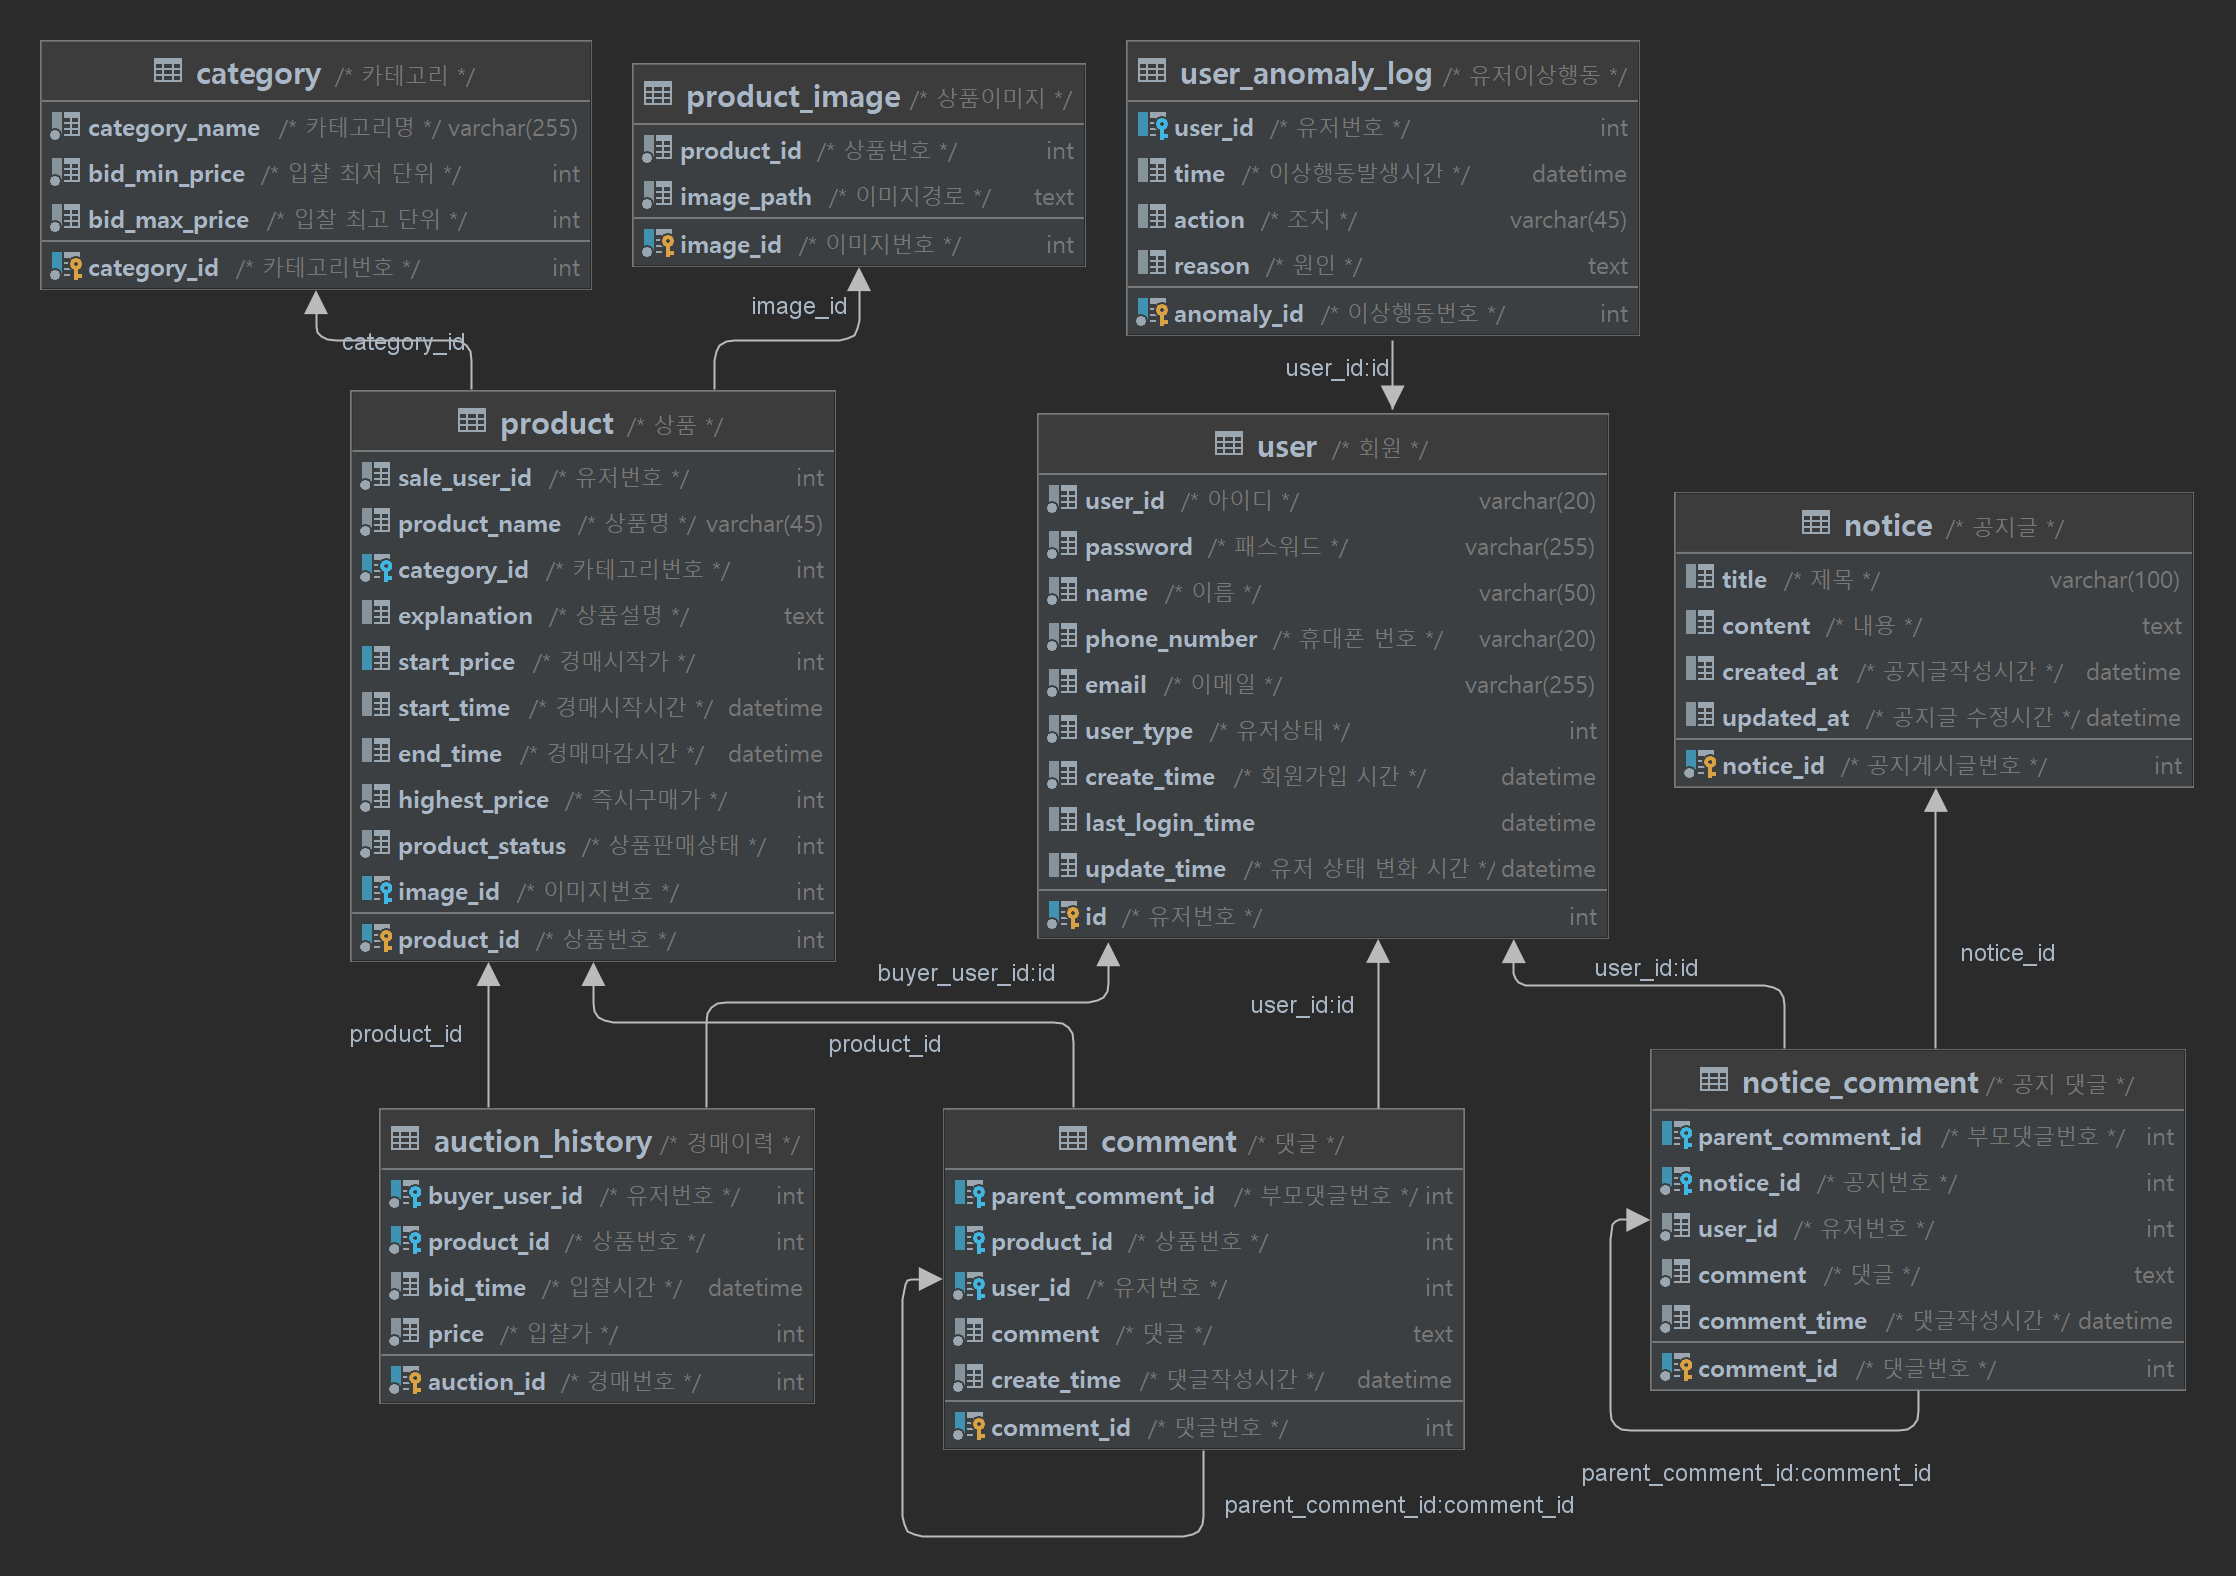 category /* 카테고리 */
category_name /* 카테고리명 */ varchar(255)
bid_min_price /* 입찰 최저 단위 */ int
bid_max_price /* 입찰 최고 단위 */ int
category_id /* 카테고리번호 */ int
product_image /* 상품이미지 */
product_id /* 상품번호 */ int
image_path /* 이미지경로 */ text
image_id /* 이미지번호 */ int
user_anomaly_log /* 유저이상행동 */
user_id /* 유저번호 */ int
time /* 이상행동발생시간 */ datetime
action /* 조치 */ varchar(45)
reason /* 원인 */ text
anomaly_id /* 이상행동번호 */ int
category_id
image_id
user_id:id
product /* 상품 */
sale_user_id /* 유저번호 */ int
product_name /* 상품명 */ varchar(45)
category_id /* 카테고리번호 */ int
explanation /* 상품설명 */ text
start_price /* 경매시작가 */ int
start_time /* 경매시작시간 */ datetime
end_time /* 경매마감시간 */ datetime
highest_price /* 즉시구매가 */ int
product_status /* 상품판매상태 */ int
image_id /* 이미지번호 */ int
product_id /* 상품번호 */ int
user /* 회원 */
user_id /* 아이디 */ varchar(20)
password /* 패스워드 */ varchar(255)
name /* 이름 */ varchar(50)
phone_number /* 휴대폰 번호 */ varchar(20)
email /* 이메일 */ varchar(255)
user_type /* 유저상태 */ int
create_time /* 회원가입 시간 */ datetime
last_login_time datetime
update_time /* 유저 상태 변화 시간 */ datetime
id /* 유저번호 */ int
notice /* 공지글 */
title /* 제목 */ varchar(100)
content /* 내용 */ text
created_at /* 공지글작성시간 */ datetime
updated_at /* 공지글 수정시간 */ datetime
notice_id /* 공지게시글번호 */ int
product_id
buyer_user_id:id
product_id
user_id:id
user_id:id
notice_id
auction_history /* 경매이력 */
buyer_user_id /* 유저번호 */ int
product_id /* 상품번호 */ int
bid_time /* 입찰시간 */ datetime
price /* 입찰가 */ int
auction_id /* 경매번호 */ int
comment /* 댓글 */
parent_comment_id /* 부모댓글번호 */ int
product_id /* 상품번호 */ int
user_id /* 유저번호 */ int
comment /* 댓글 */ text
create_time /* 댓글작성시간 */ datetime
comment_id /* 댓글번호 */ int
parent_comment_id:comment_id
notice_comment /* 공지 댓글 */
parent_comment_id /* 부모댓글번호 */ int
notice_id /* 공지번호 */ int
user_id /* 유저번호 */ int
comment /* 댓글 */ text
comment_time /* 댓글작성시간 */ datetime
comment_id /* 댓글번호 */ int
parent_comment_id:comment_id